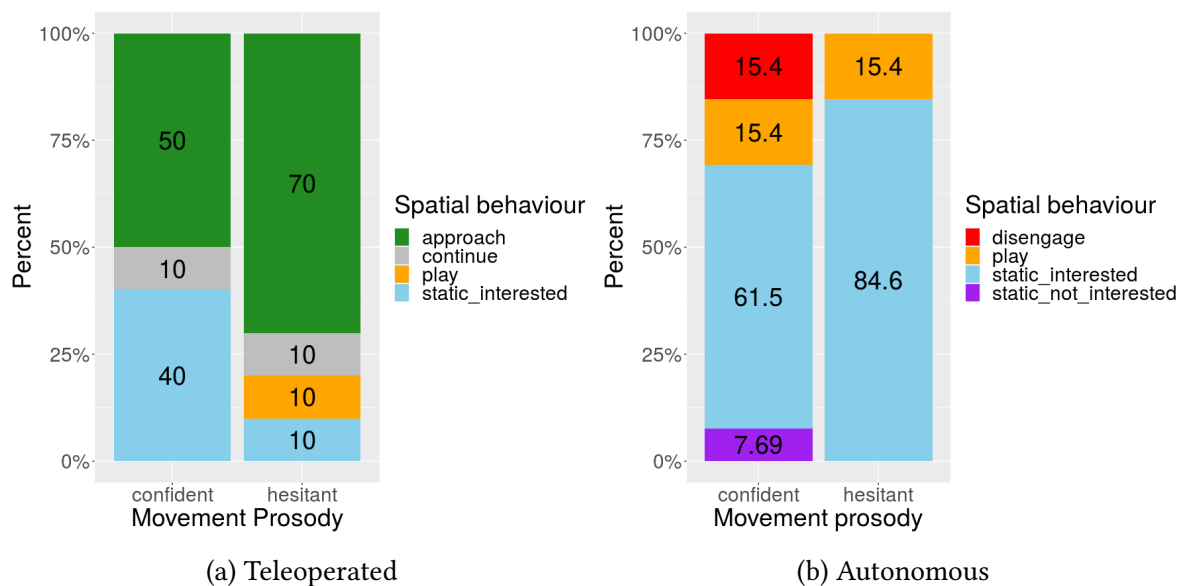 100%
75%
50%
25%
0%
Percent
50
10
40
70
10
10
10
confident
hesitant
Movement Prosody
Spatial behaviour
approach
continue
play
static_interested
(a) Teleoperated
100%
75%
50%
25%
0%
Percent
15.4
15.4
61.5
7.69
15.4
84.6
confident
hesitant
Movement prosody
Spatial behaviour
disengage
play
static_interested
static_not_interested
(b) Autonomous